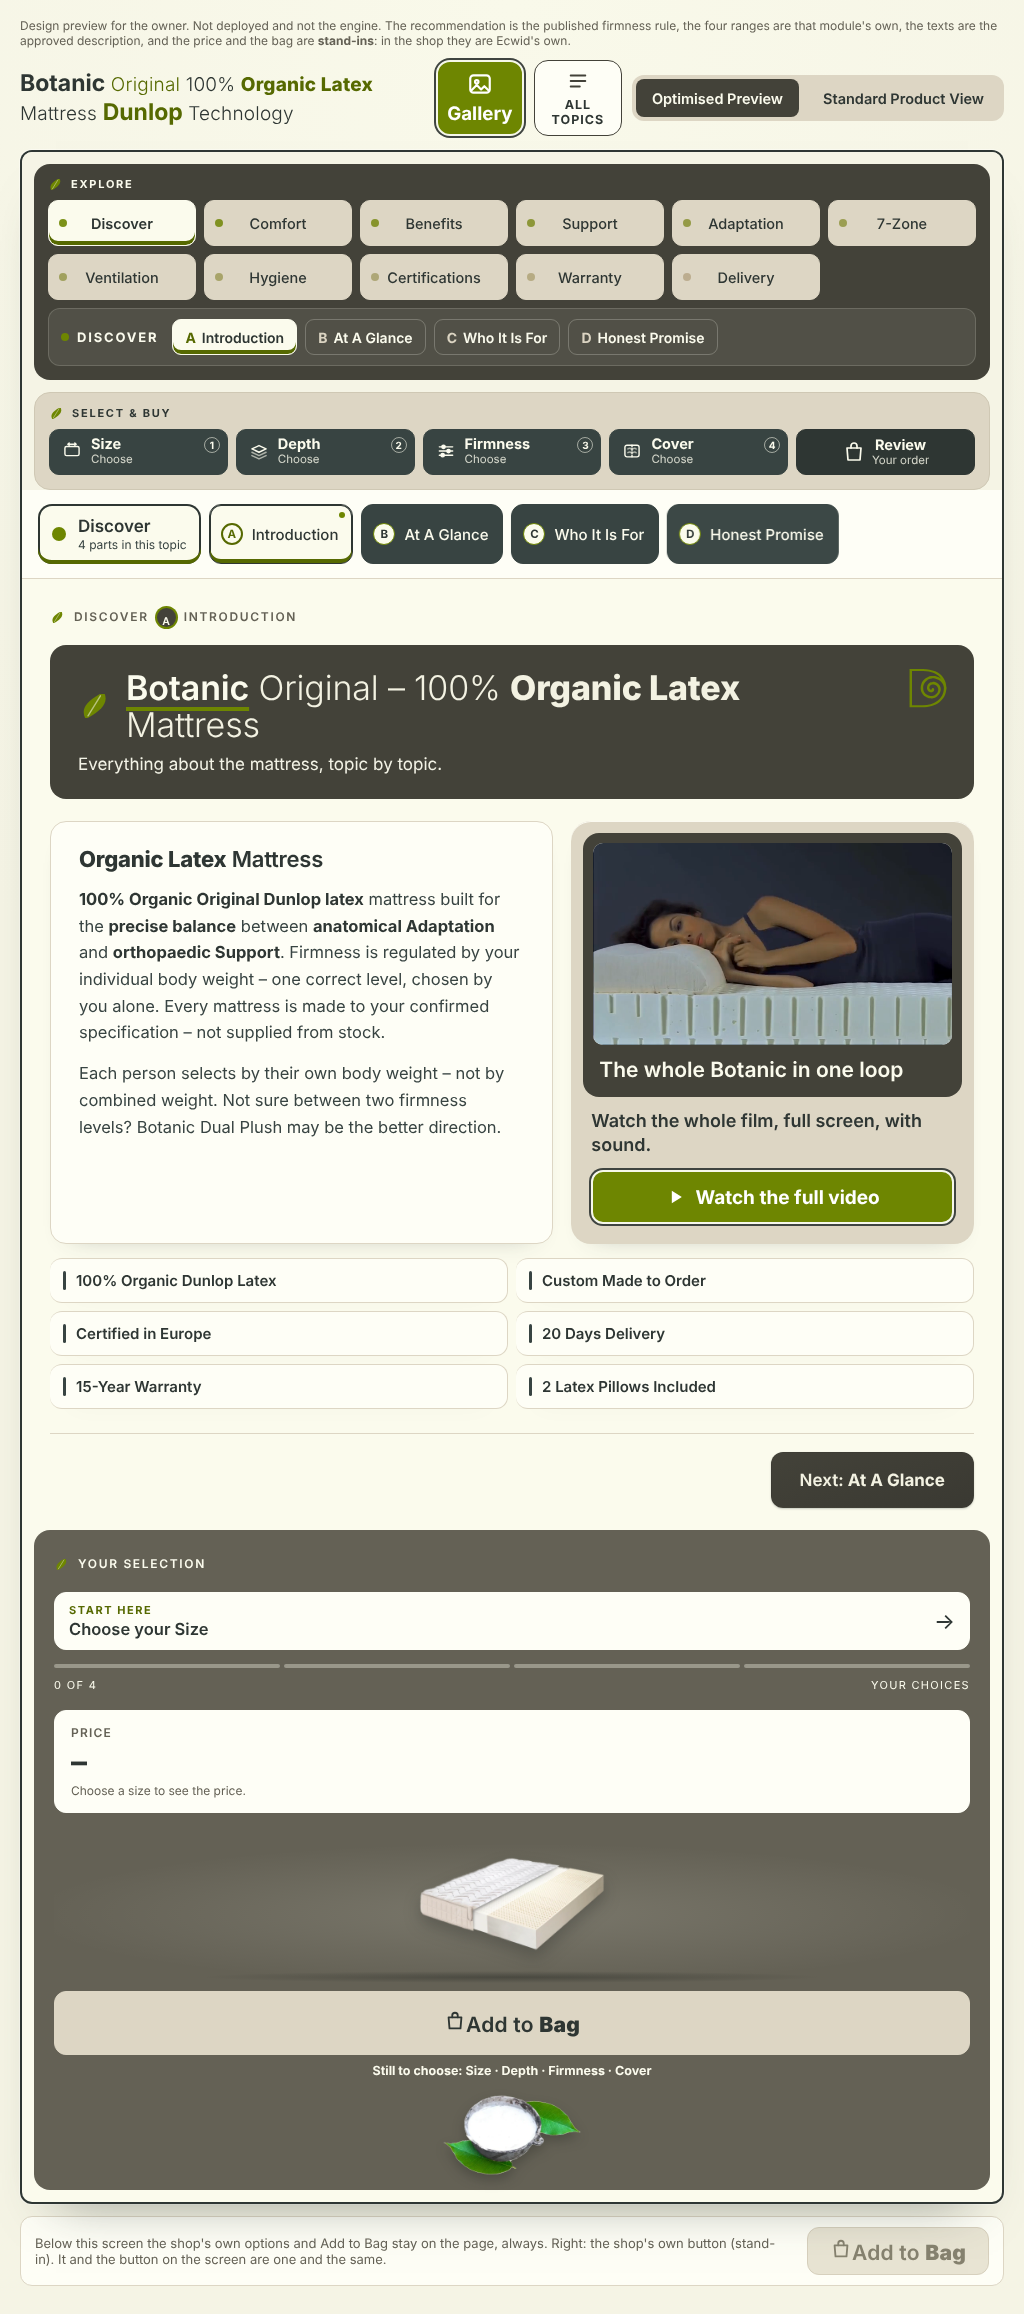 Design preview for the owner. Not deployed and not the engine. The recommendation is the published firmness rule, the four ranges are that module's own, the texts are the
approved description, and the price and the bag are stand-ins: in the shop they are Ecwid's own.
Botanic Original 100% Organic Latex
Mattress Dunlop Technology
Gallery
ALL
TOPICS
Optimised Preview
Standard Product View
EXPLORE
Discover
Comfort
Benefits
Support
Adaptation
7-Zone
Ventilation
Hygiene
Certifications
Warranty
Delivery
DISCOVER
A Introduction
B At A Glance
C Who It Is For
D Honest Promise
SELECT & BUY
Size
Choose
1
Depth
Choose
2
Firmness
Choose
3
Cover
Choose
4
Review
Your order
Discover
4 parts in this topic
A Introduction
B At A Glance
C Who It Is For
D Honest Promise
DISCOVER A INTRODUCTION
Botanic Original – 100% Organic Latex
Mattress
Everything about the mattress, topic by topic.
Organic Latex Mattress
100% Organic Original Dunlop latex mattress built for
the precise balance between anatomical Adaptation
and orthopaedic Support. Firmness is regulated by your
individual body weight – one correct level, chosen by
you alone. Every mattress is made to your confirmed
specification – not supplied from stock.
Each person selects by their own body weight – not by
combined weight. Not sure between two firmness
levels? Botanic Dual Plush may be the better direction.
The whole Botanic in one loop
Watch the whole film, full screen, with
sound.
Watch the full video
100% Organic Dunlop Latex
Custom Made to Order
Certified in Europe
20 Days Delivery
15-Year Warranty
2 Latex Pillows Included
Next: At A Glance
YOUR SELECTION
START HERE
Choose your Size
0 OF 4
YOUR CHOICES
PRICE
–
Choose a size to see the price.
Add to Bag
Still to choose: Size · Depth · Firmness · Cover
Below this screen the shop's own options and Add to Bag stay on the page, always. Right: the shop's own button (stand-
in). It and the button on the screen are one and the same.
Add to Bag